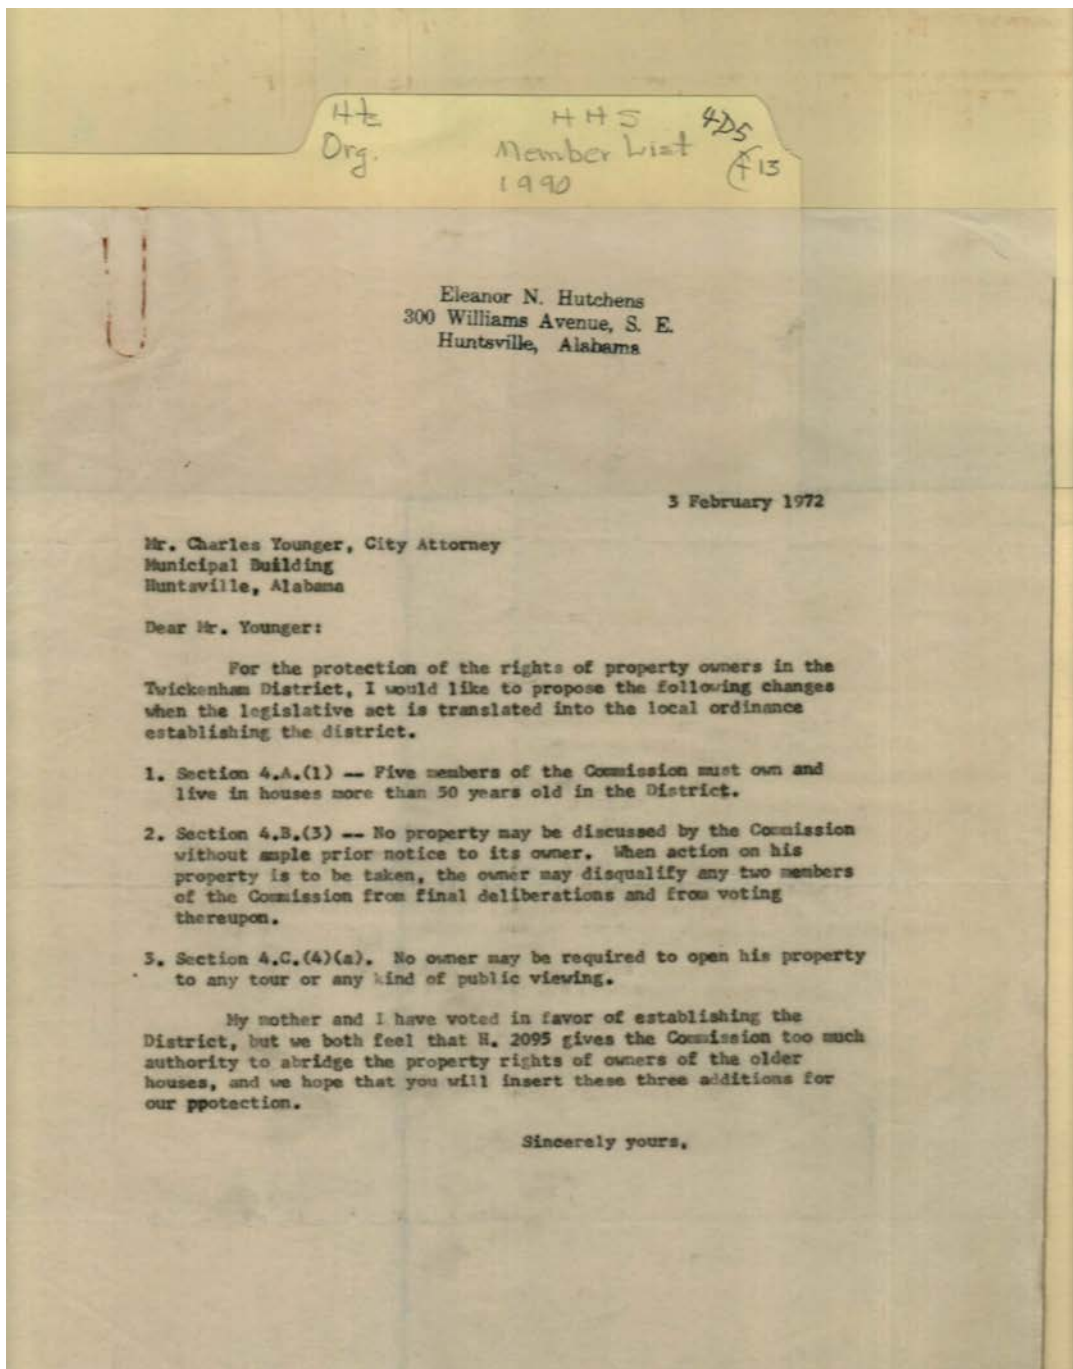 Hts
Org.
HHS
Member List
1990
4D5
f13
Eleanor N. Hutchens
300 Williams Avenue, S. E.
Huntsville, Alabama
3 February 1972
Mr. Charles Younger, City Attorney
Municipal Building
Huntsville, Alabama
Dear Mr. Younger:
For the protection of the rights of property owners in the
Twickenham District, I would like to propose the following changes
when the legislative act is translated into the local ordinance
establishing the district.
1. Section 4.A.(1) -- Five members of the Commission must own and
live in houses more than 50 years old in the District.
2. Section 4.B.(3) -- No property may be discussed by the Commission
without ample prior notice to its owner. When action on his
property is to be taken, the owner may disqualify any two members
of the Commission from final deliberations and from voting
thereupon.
3. Section 4.C.(4)(a). No owner may be required to open his property
to any tour or any kind of public viewing.
My mother and I have voted in favor of establishing the
District, but we both feel that H. 2095 gives the Commission too much
authority to abridge the property rights of owners of the older
houses, and we hope that you will insert these three additions for
our ppotection.
Sincerely yours,